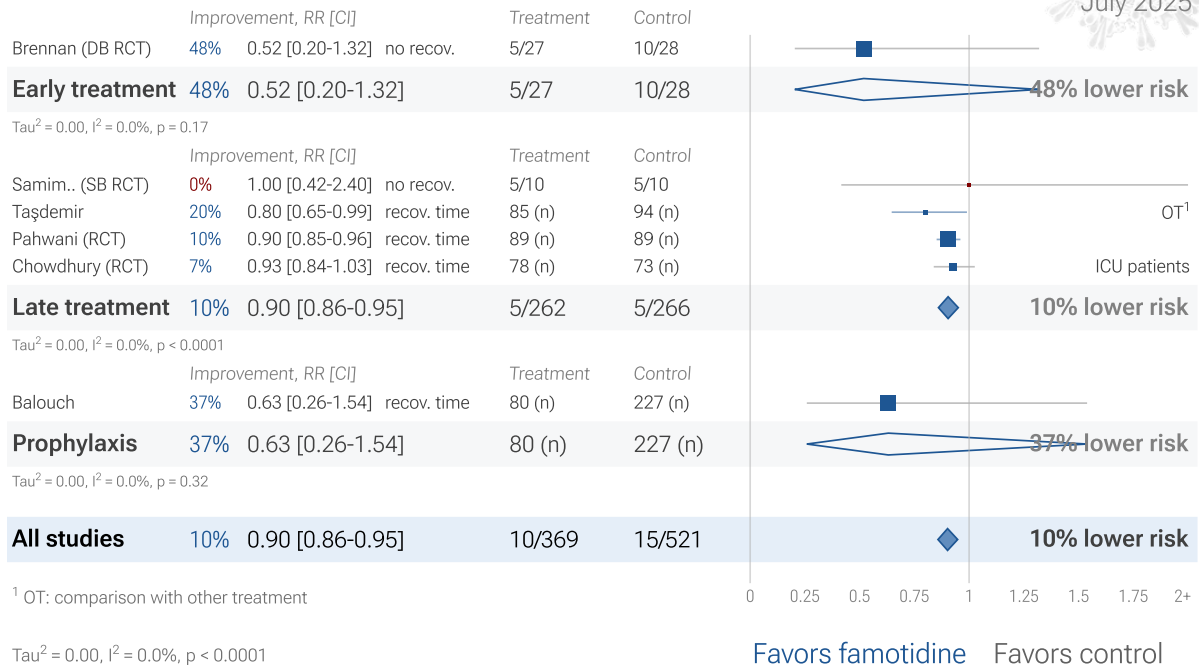 July 2025
Improvement, RR [CI] Treatment Control
Brennan (DB RCT) 48% 0.52 [0.20-1.32] no recov. 5/27 10/28
Early treatment 48% 0.52 [0.20-1.32] 5/27 10/28 48% lower risk
Tau² = 0.00, I² = 0.0%, p = 0.17
Improvement, RR [CI] Treatment Control
Samim.. (SB RCT) 0% 1.00 [0.42-2.40] no recov. 5/10 5/10
Taşdemir 20% 0.80 [0.65-0.99] recov. time 85 (n) 94 (n) OT¹
Pahwani (RCT) 10% 0.90 [0.85-0.96] recov. time 89 (n) 89 (n)
Chowdhury (RCT) 7% 0.93 [0.84-1.03] recov. time 78 (n) 73 (n) ICU patients
Late treatment 10% 0.90 [0.86-0.95] 5/262 5/266 10% lower risk
Tau² = 0.00, I² = 0.0%, p < 0.0001
Improvement, RR [CI] Treatment Control
Balouch 37% 0.63 [0.26-1.54] recov. time 80 (n) 227 (n)
Prophylaxis 37% 0.63 [0.26-1.54] 80 (n) 227 (n) 37% lower risk
Tau² = 0.00, I² = 0.0%, p = 0.32
All studies 10% 0.90 [0.86-0.95] 10/369 15/521 10% lower risk
¹ OT: comparison with other treatment 0 0.25 0.5 0.75 1 1.25 1.5 1.75 2+
Tau² = 0.00, I² = 0.0%, p < 0.0001 Favors famotidine Favors control